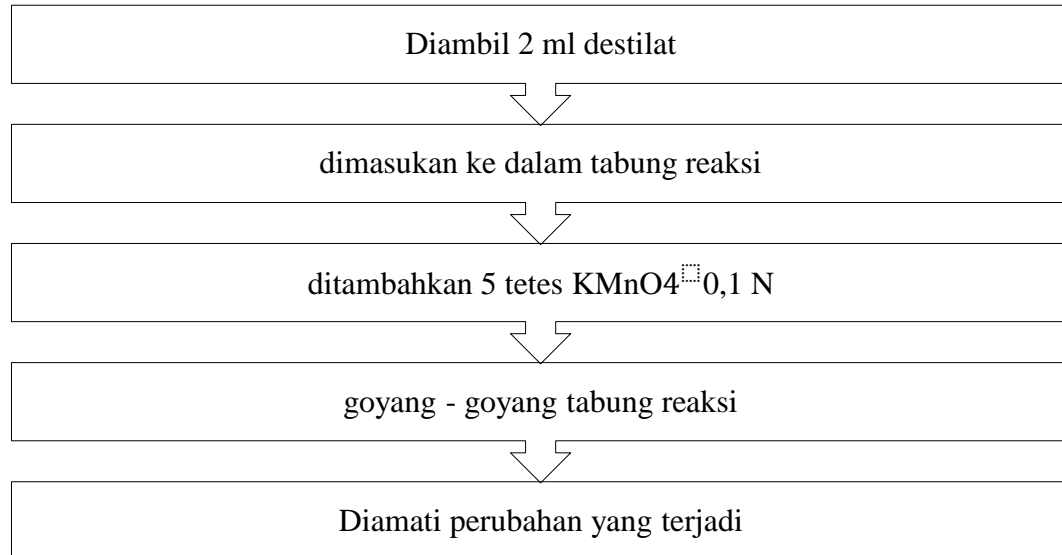 Diambil 2 ml destilat
dimasukan ke dalam tabung reaksi
ditambahkan 5 tetes KMnO4 0,1 N
goyang - goyang tabung reaksi
Diamati perubahan yang terjadi